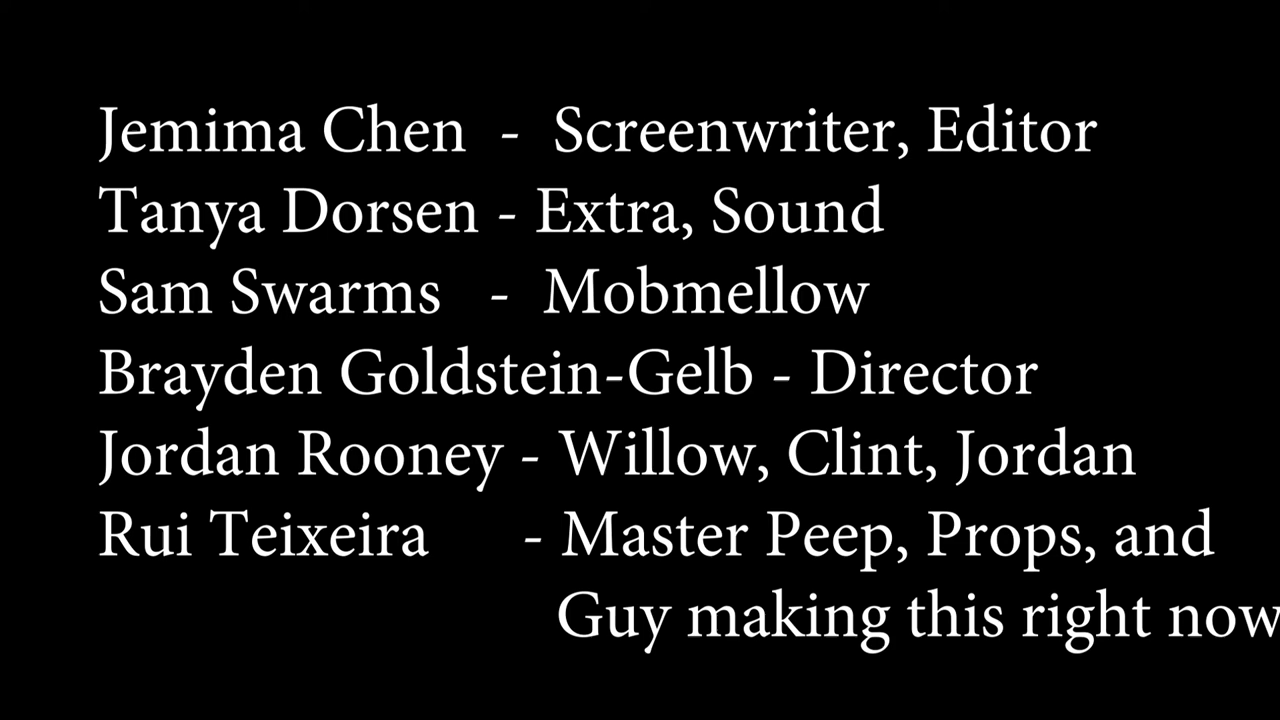 Jemima Chen  -  Screenwriter, Editor
Tanya Dorsen - Extra, Sound
Sam Swarms   -  Mobmellow
Brayden Goldstein-Gelb - Director
Jordan Rooney - Willow, Clint, Jordan
Rui Teixeira      - Master Peep, Props, and
Guy making this right now